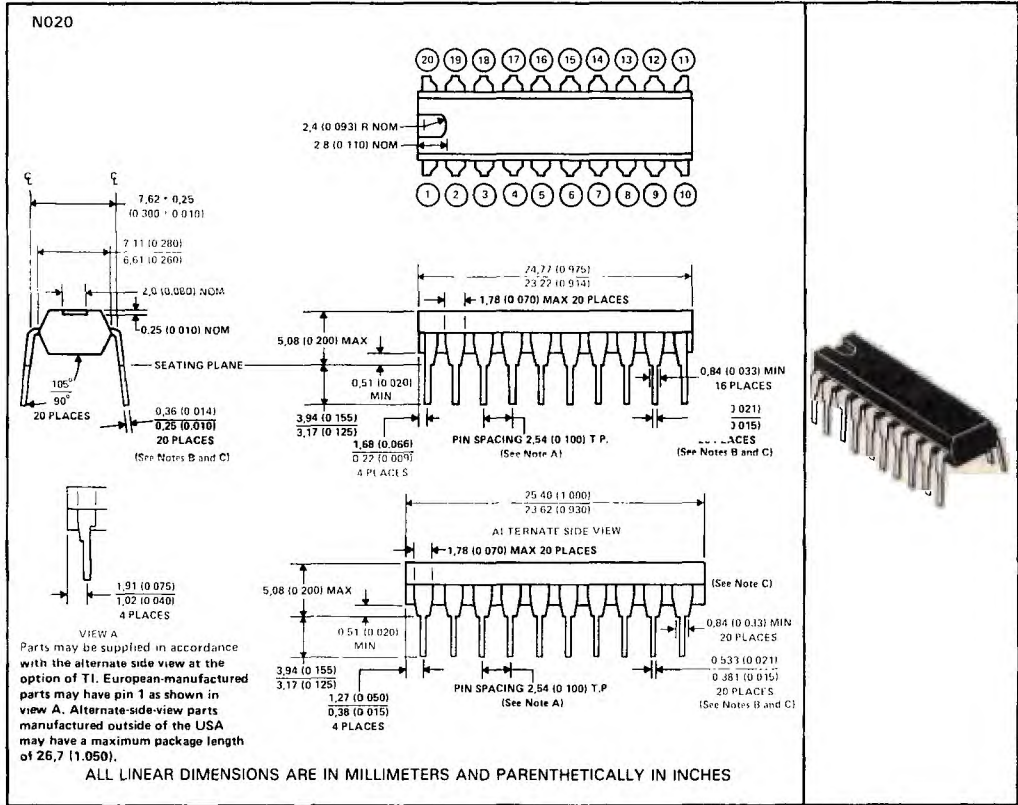 N020
20 19 18 17 16 15 14 13 12 11
2,4 (0 093) R NOM
2 8 (0 110) NOM
1 2 3 4 5 6 7 8 9 10
℄ ℄
7,62 + 0,25
(0 300 + 0 010)
7 11 (0 280)
6,61 (0 260)
2,0 (0.080) NOM
0.25 (0 010) NOM
SEATING PLANE
105°
90°
20 PLACES
0,36 (0 014)
0,25 (0.010)
20 PLACES
(See Notes B and C)
24,77 (0 975)
23 22 (0 914)
1,78 (0 070) MAX 20 PLACES
5,08 (0 200) MAX
0,51 (0 020)
MIN
3,94 (0 155)
3,17 (0 125)
1,68 (0.066)
0 22 (0 009)
4 PLACES
PIN SPACING 2,54 (0 100) T P.
(See Note A)
0,84 (0 033) MIN
16 PLACES
0 021)
0 015)
PLACES
(See Notes B and C)
1,91 (0 075)
1,02 (0 040)
4 PLACES
VIEW A
25 40 (1 000)
23 62 (0 930)
ALTERNATE SIDE VIEW
1,78 (0 070) MAX 20 PLACES
5,08 (0 200) MAX
(See Note C)
0 51 (0 020)
MIN
3,94 (0 155)
3,17 (0 125)
1,27 (0 050)
0,38 (0 015)
4 PLACES
PIN SPACING 2,54 (0 100) T.P
(See Note A)
0,84 (0 033) MIN
20 PLACES
0 533 (0 021)
0 381 (0 015)
20 PLACES
(See Notes B and C)
Parts may be supplied in accordance
with the alternate side view at the
option of TI. European-manufactured
parts may have pin 1 as shown in
view A. Alternate-side-view parts
manufactured outside of the USA
may have a maximum package length
of 26,7 (1.050).
ALL LINEAR DIMENSIONS ARE IN MILLIMETERS AND PARENTHETICALLY IN INCHES